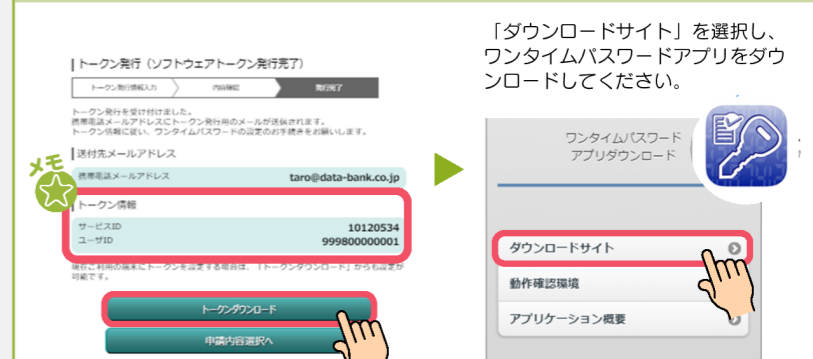 トークン発行（ソフトウェアトークン発行完了）
トークン発行情報入力
内容確認
発行完了
トークン発行を受け付けました。
携帯電話メールアドレスにトークン発行用のメールが送信されます。
トークン情報に従い、ワンタイムパスワードの設定のお手続きをお願いします。
送付先メールアドレス
携帯電話メールアドレス
taro@data-bank.co.jp
メモ
トークン情報
サービスID
10120534
ユーザID
999800000001
現在ご利用の端末にトークンを設定する場合は、「トークンダウンロード」からも設定が
可能です。
トークンダウンロード
申請内容選択へ
「ダウンロードサイト」を選択し、
ワンタイムパスワードアプリをダウ
ンロードしてください。
ワンタイムパスワード
アプリダウンロード
ダウンロードサイト
動作確認環境
アプリケーション概要